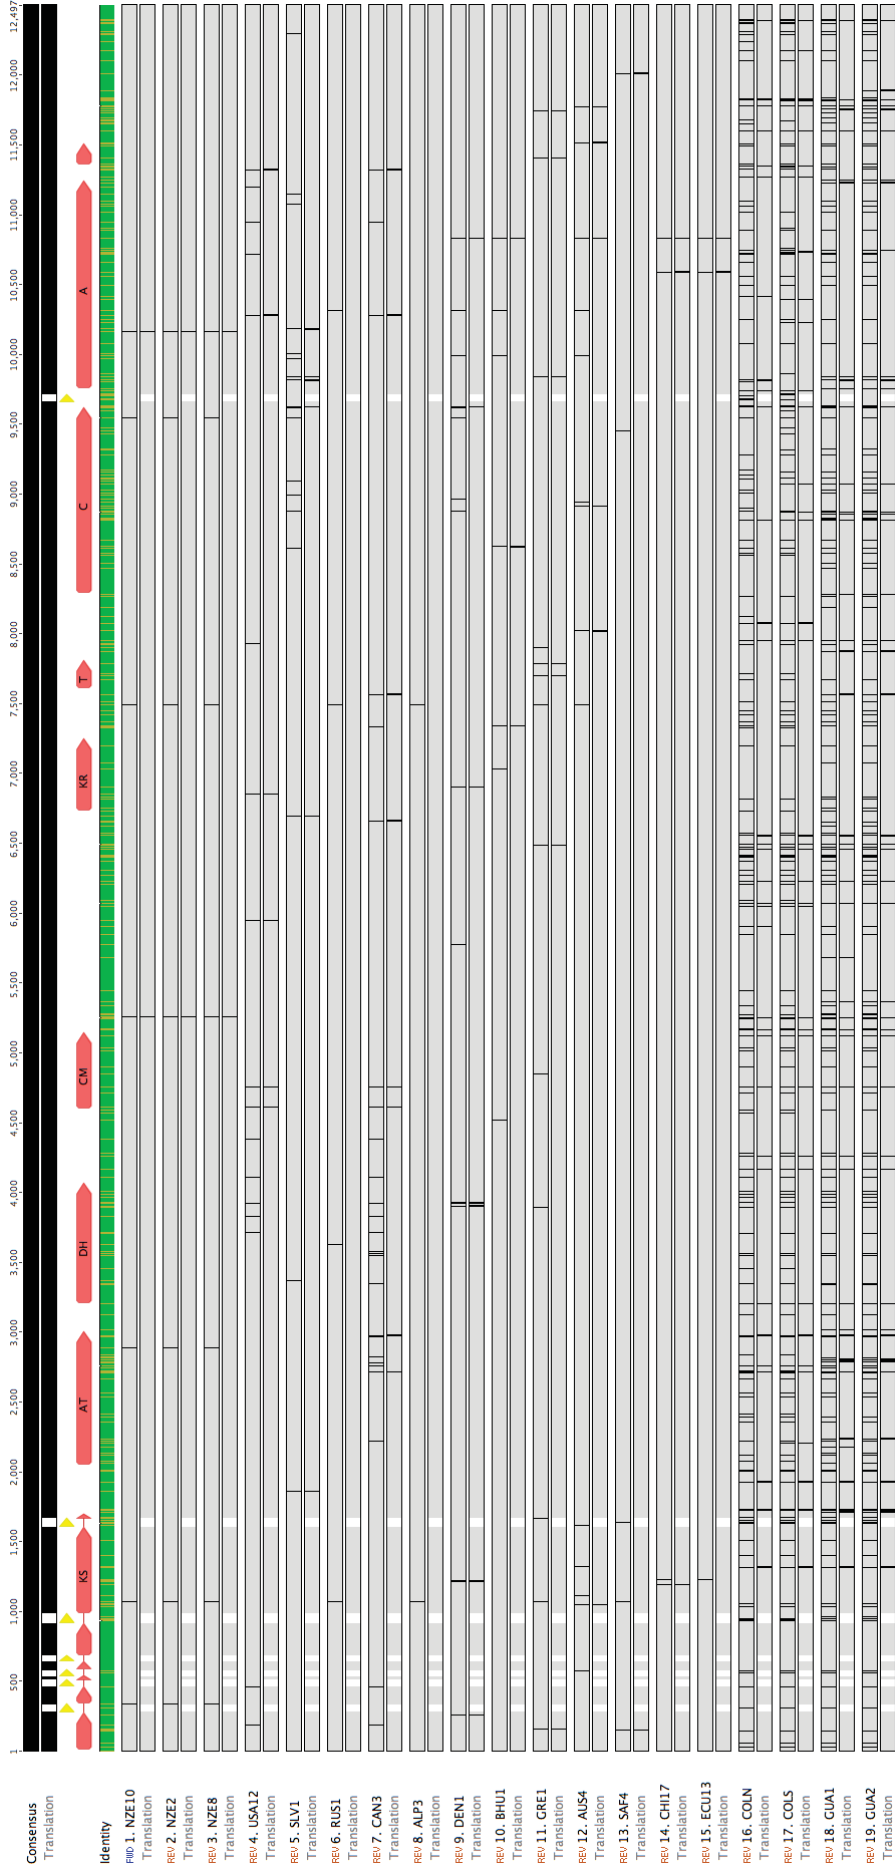 Consensus
Translation
1
500
1,000
1,500
2,000
2,500
3,000
3,500
4,000
4,500
5,000
5,500
6,000
6,500
7,000
7,500
8,000
8,500
9,000
9,500
10,000
10,500
11,000
11,500
12,000
12,497
KS
AT
DH
CM
KR
T
C
A
Identity
FWD 1. NZE10
Translation
REV 2. NZE2
Translation
REV 3. NZE8
Translation
REV 4. USA12
Translation
REV 5. SLV1
Translation
REV 6. RUS1
Translation
REV 7. CAN3
Translation
REV 8. ALP3
Translation
REV 9. DEN1
Translation
REV 10. BHU1
Translation
REV 11. GRE1
Translation
REV 12. AUS4
Translation
REV 13. SAF4
Translation
REV 14. CHI17
Translation
REV 15. ECU13
Translation
REV 16. COLN
Translation
REV 17. COLS
Translation
REV 18. GUA1
Translation
REV 19. GUA2
Translation